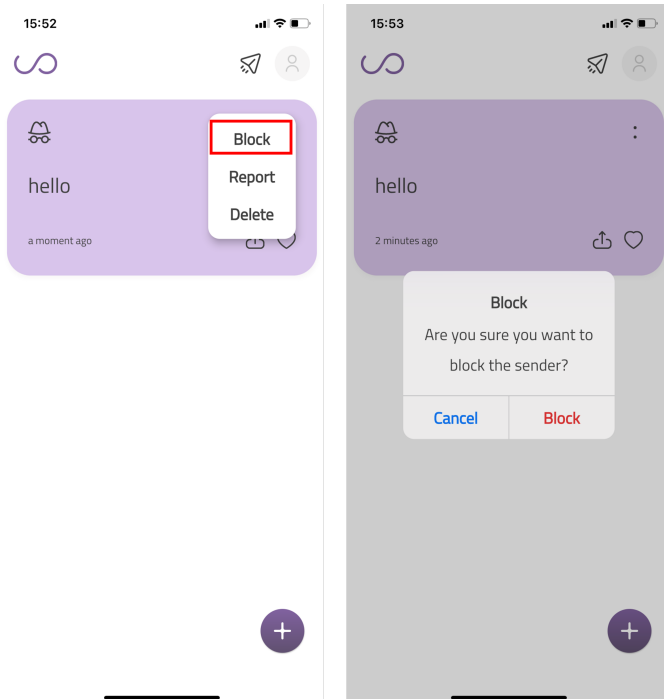 15:52
Block
hello
Report
Delete
a moment ago
15:53
hello
2 minutes ago
Block
Are you sure you want to
block the sender?
Cancel
Block